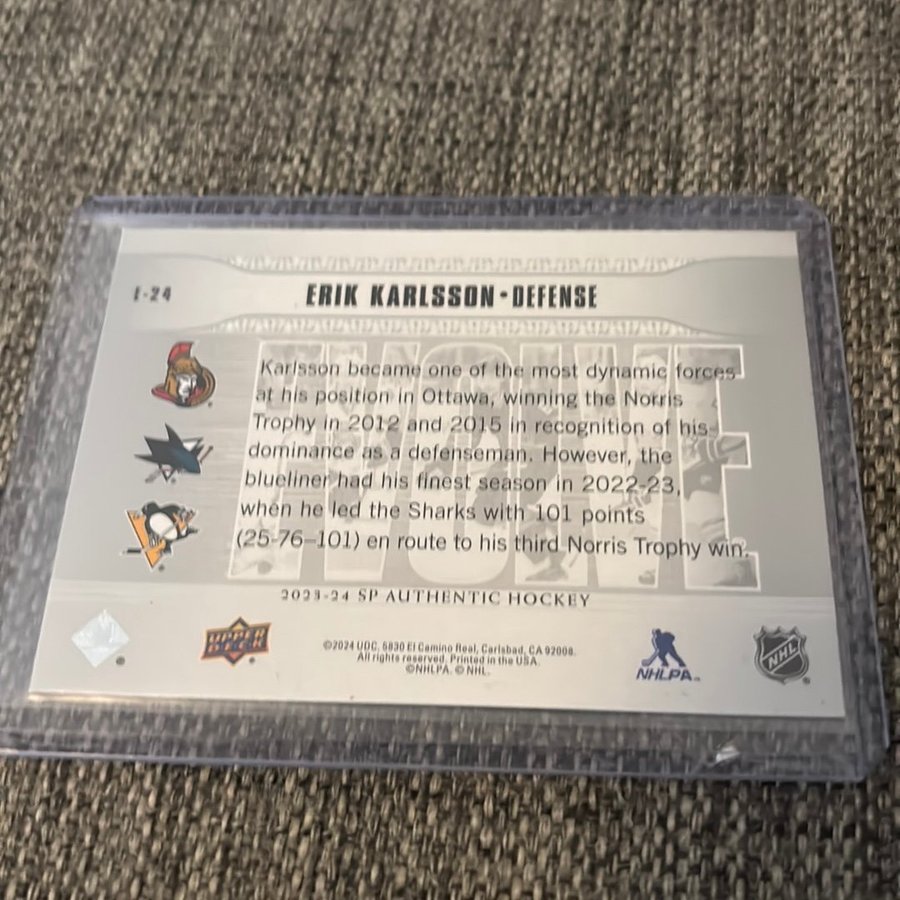 E-24
ERIK KARLSSON • DEFENSE
EVOLVE
Karlsson became one of the most dynamic forces
at his position in Ottawa, winning the Norris
Trophy in 2012 and 2015 in recognition of his
dominance as a defenseman. However, the
blueliner had his finest season in 2022-23,
when he led the Sharks with 101 points
(25-76–101) en route to his third Norris Trophy win.
2023-24 SP AUTHENTIC HOCKEY
UPPER DECK
©2024 UDC, 5830 El Camino Real, Carlsbad, CA 92008.
All rights reserved. Printed in the USA.
©NHLPA. © NHL.
NHLPA™
NHL